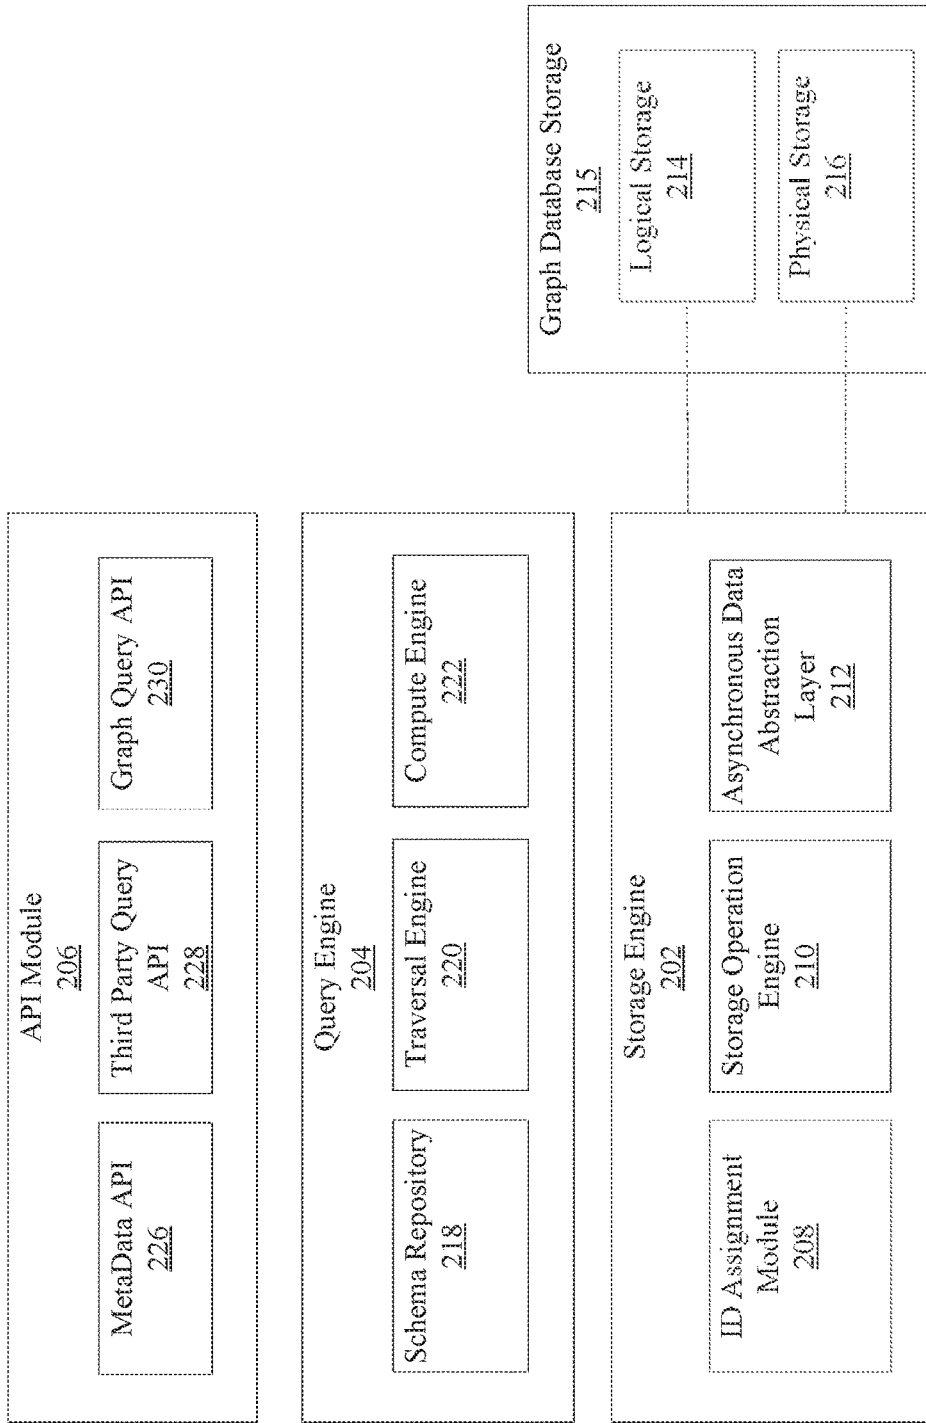 API Module
206
MetaData API
226
Third Party Query
API
228
Graph Query API
230
Query Engine
204
Schema Repository
218
Traversal Engine
220
Compute Engine
222
Storage Engine
202
ID Assignment
Module
208
Storage Operation
Engine
210
Asynchronous Data
Abstraction
Layer
212
Graph Database Storage
215
Logical Storage
214
Physical Storage
216